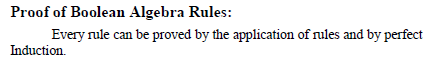 Proof of Boolean Algebra Rules:
Every rule can be proved by the application of rules and by perfect
Induction.